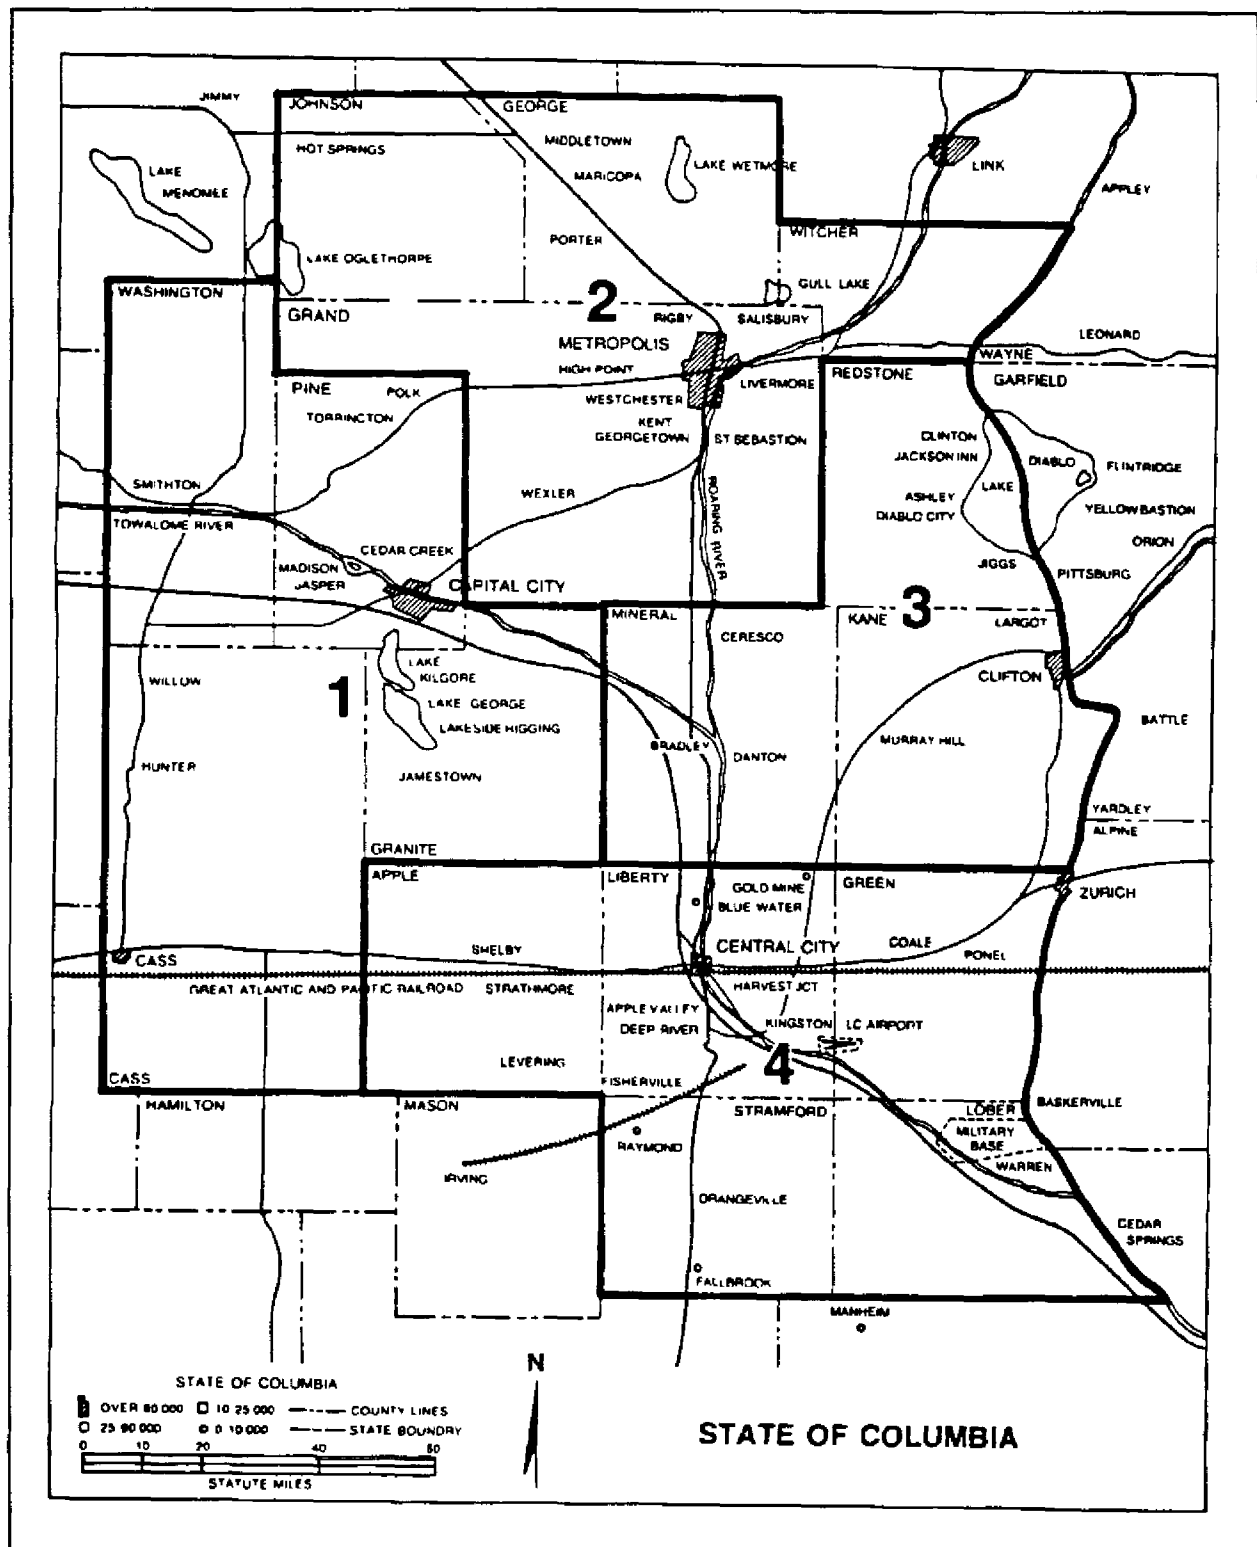 JIMMY
JOHNSON
GEORGE
HOT SPRINGS
MIDDLETOWN
MARICOPA
LAKE WETMORE
LINK
LAKE
MENOMEE
APPLEY
WITCHER
PORTER
LAKE OGLETHORPE
WASHINGTON
GULL LAKE
2
GRAND
RIGBY
SALISBURY
METROPOLIS
LEONARD
WAYNE
HIGH POINT
LIVERMORE
REDSTONE
GARFIELD
PINE
POLK
WESTCHESTER
TORRINGTON
KENT
GEORGETOWN
ST SEBASTION
CLINTON
JACKSON INN
DIABLO
FLINTRIDGE
LAKE
SMITHTON
WEXLER
ROARING RIVER
ASHLEY
DIABLO CITY
YELLOW BASTION
TOWALOME RIVER
ORION
CEDAR CREEK
MADISON
JASPER
CAPITAL CITY
JIGGS
PITTSBURG
MINERAL
3
KANE
LARGOT
CERESCO
LAKE
KILGORE
CLIFTON
WILLOW
1
LAKE GEORGE
LAKESIDE HIGGING
BATTLE
BRADLEY
DANTON
MURRAY HILL
HUNTER
JAMESTOWN
YARDLEY
ALPINE
GRANITE
APPLE
LIBERTY
GOLD MINE
BLUE WATER
GREEN
ZURICH
SHELBY
CENTRAL CITY
COALE
PONEL
CASS
GREAT ATLANTIC AND PACIFIC RAILROAD
STRATHMORE
HARVEST JCT
APPLE VALLEY
DEEP RIVER
KINGSTON
LC AIRPORT
LEVERING
4
CASS
FISHERVILLE
HAMILTON
MASON
STRAMFORD
LOBER
BASKERVILLE
MILITARY
BASE
RAYMOND
WARREN
IRVING
ORANGEVILLE
CEDAR
SPRINGS
FALLBROOK
MANHEIM
N
STATE OF COLUMBIA
OVER 80 000 10 25 000 COUNTY LINES
0 10 000 STATE BOUNDRY
0 10 20 40 60
STATUTE MILES
STATE OF COLUMBIA